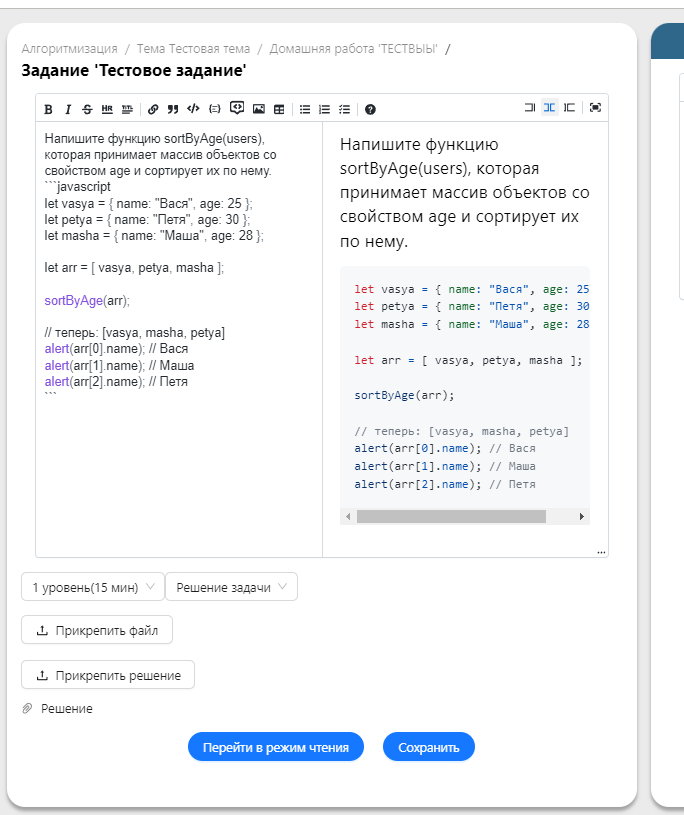 Алгоритмизация / Тема Тестовая тема / Домашняя работа 'ТЕСТВЫЫ' /
Задание 'Тестовое задание'
Напишите функцию sortByAge(users),
которая принимает массив объектов со
свойством age и сортирует их по нему.
```javascript
let vasya = { name: "Вася", age: 25 };
let petya = { name: "Петя", age: 30 };
let masha = { name: "Маша", age: 28 };
let arr = [ vasya, petya, masha ];
sortByAge(arr);
// теперь: [vasya, masha, petya]
alert(arr[0].name); // Вася
alert(arr[1].name); // Маша
alert(arr[2].name); // Петя
```
Напишите функцию
sortByAge(users), которая
принимает массив объектов со
свойством age и сортирует их
по нему.
let vasya = { name: "Вася", age: 25
let petya = { name: "Петя", age: 30
let masha = { name: "Маша", age: 28
let arr = [ vasya, petya, masha ];
sortByAge(arr);
// теперь: [vasya, masha, petya]
alert(arr[0].name); // Вася
alert(arr[1].name); // Маша
alert(arr[2].name); // Петя
1 уровень(15 мин) Решение задачи
Прикрепить файл
Прикрепить решение
Решение
Перейти в режим чтения Сохранить